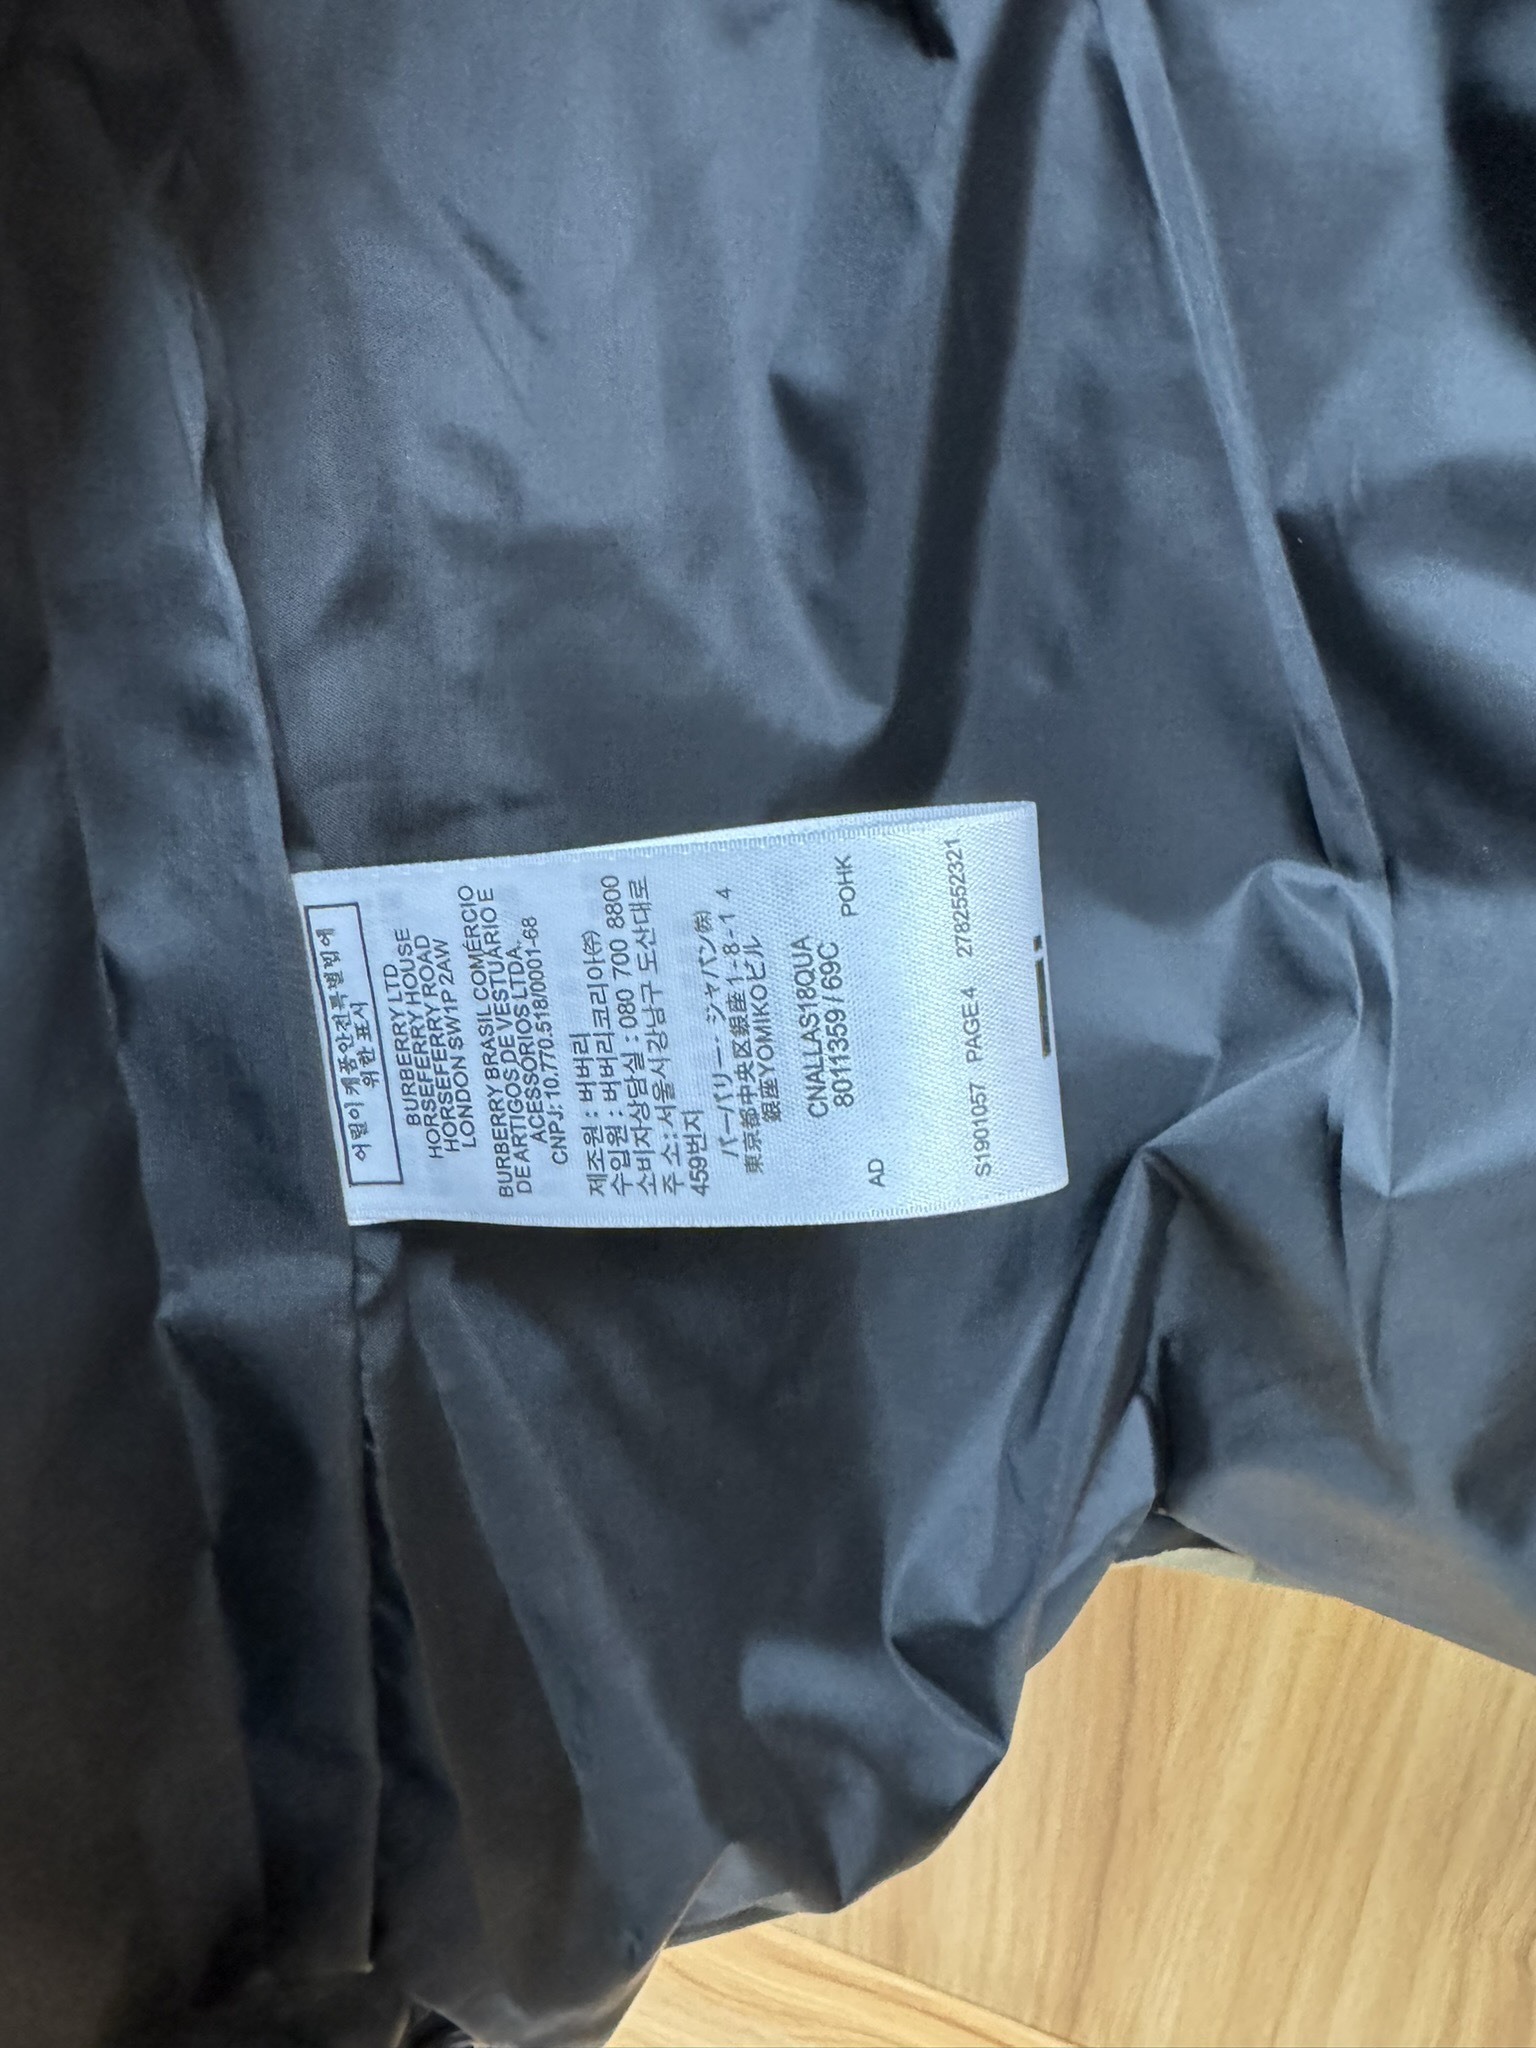 어린이제품안전특별법에
위한 표시
BURBERRY LTD
HORSEFERRY HOUSE
HORSEFERRY ROAD
LONDON SW1P 2AW
BURBERRY BRASIL COMÉRCIO
DE ARTIGOS DE VESTUÁRIO E
ACESSÓRIOS LTDA.
CNPJ: 10.770.518/0001-68
제조원 : 버버리
수입원 : 버버리코리아(주)
소비자상담실 : 080 700 8800
주 소: 서울시강남구 도산대로
459번지
バーバリー・ジャパン㈱
東京都中央区銀座1-8-14
銀座YOMIKOビル
CNALLAS18QUA
8011359 / 69C
AD POHK
S1901057 PAGE4 2782552321